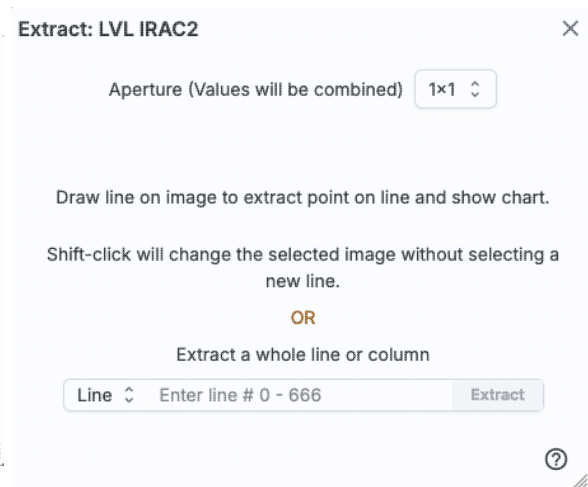 Extract: LVL IRAC2
Aperture (Values will be combined) 1×1
Draw line on image to extract point on line and show chart.
Shift-click will change the selected image without selecting a
new line.
OR
Extract a whole line or column
Line Enter line # 0 - 666 Extract